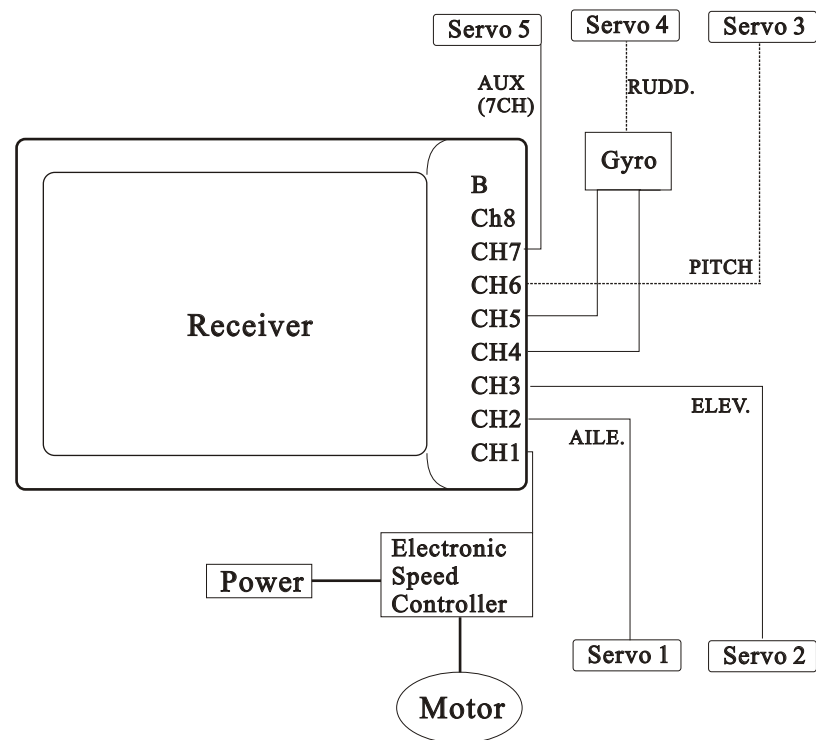 Servo 5
Servo 4
Servo 3
AUX
(7CH)
RUDD.
Gyro
B
Ch8
CH7
PITCH
CH6
Receiver
CH5
CH4
CH3
ELEV.
CH2
AILE.
CH1
Electronic
Speed
Controller
Power
Servo 1
Servo 2
Motor